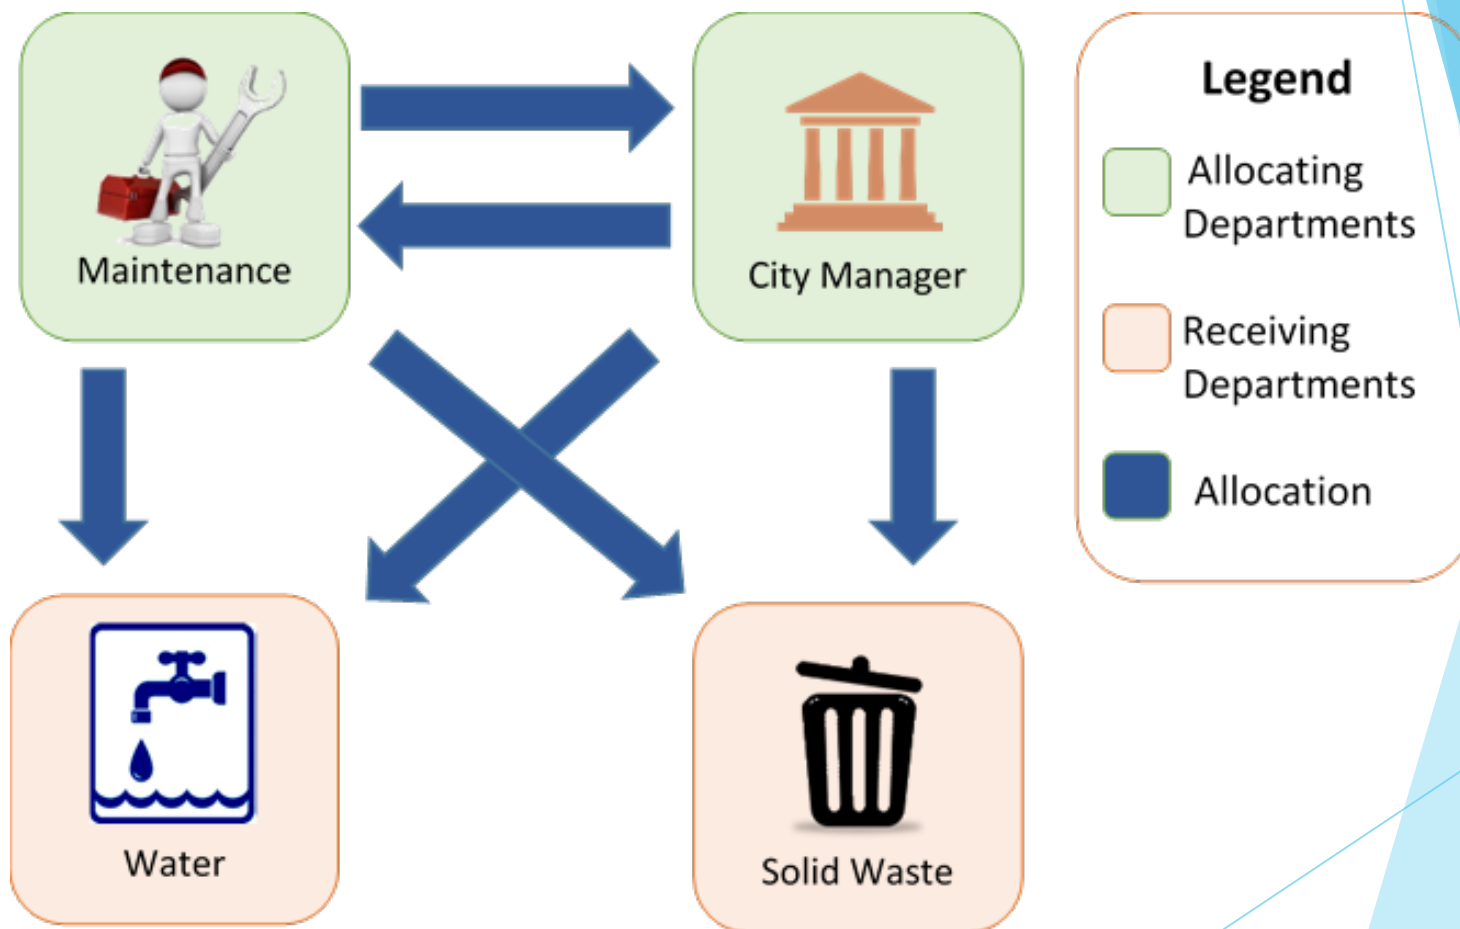 Maintenance
City Manager
Legend
Allocating
Departments
Receiving
Departments
Allocation
Water
Solid Waste